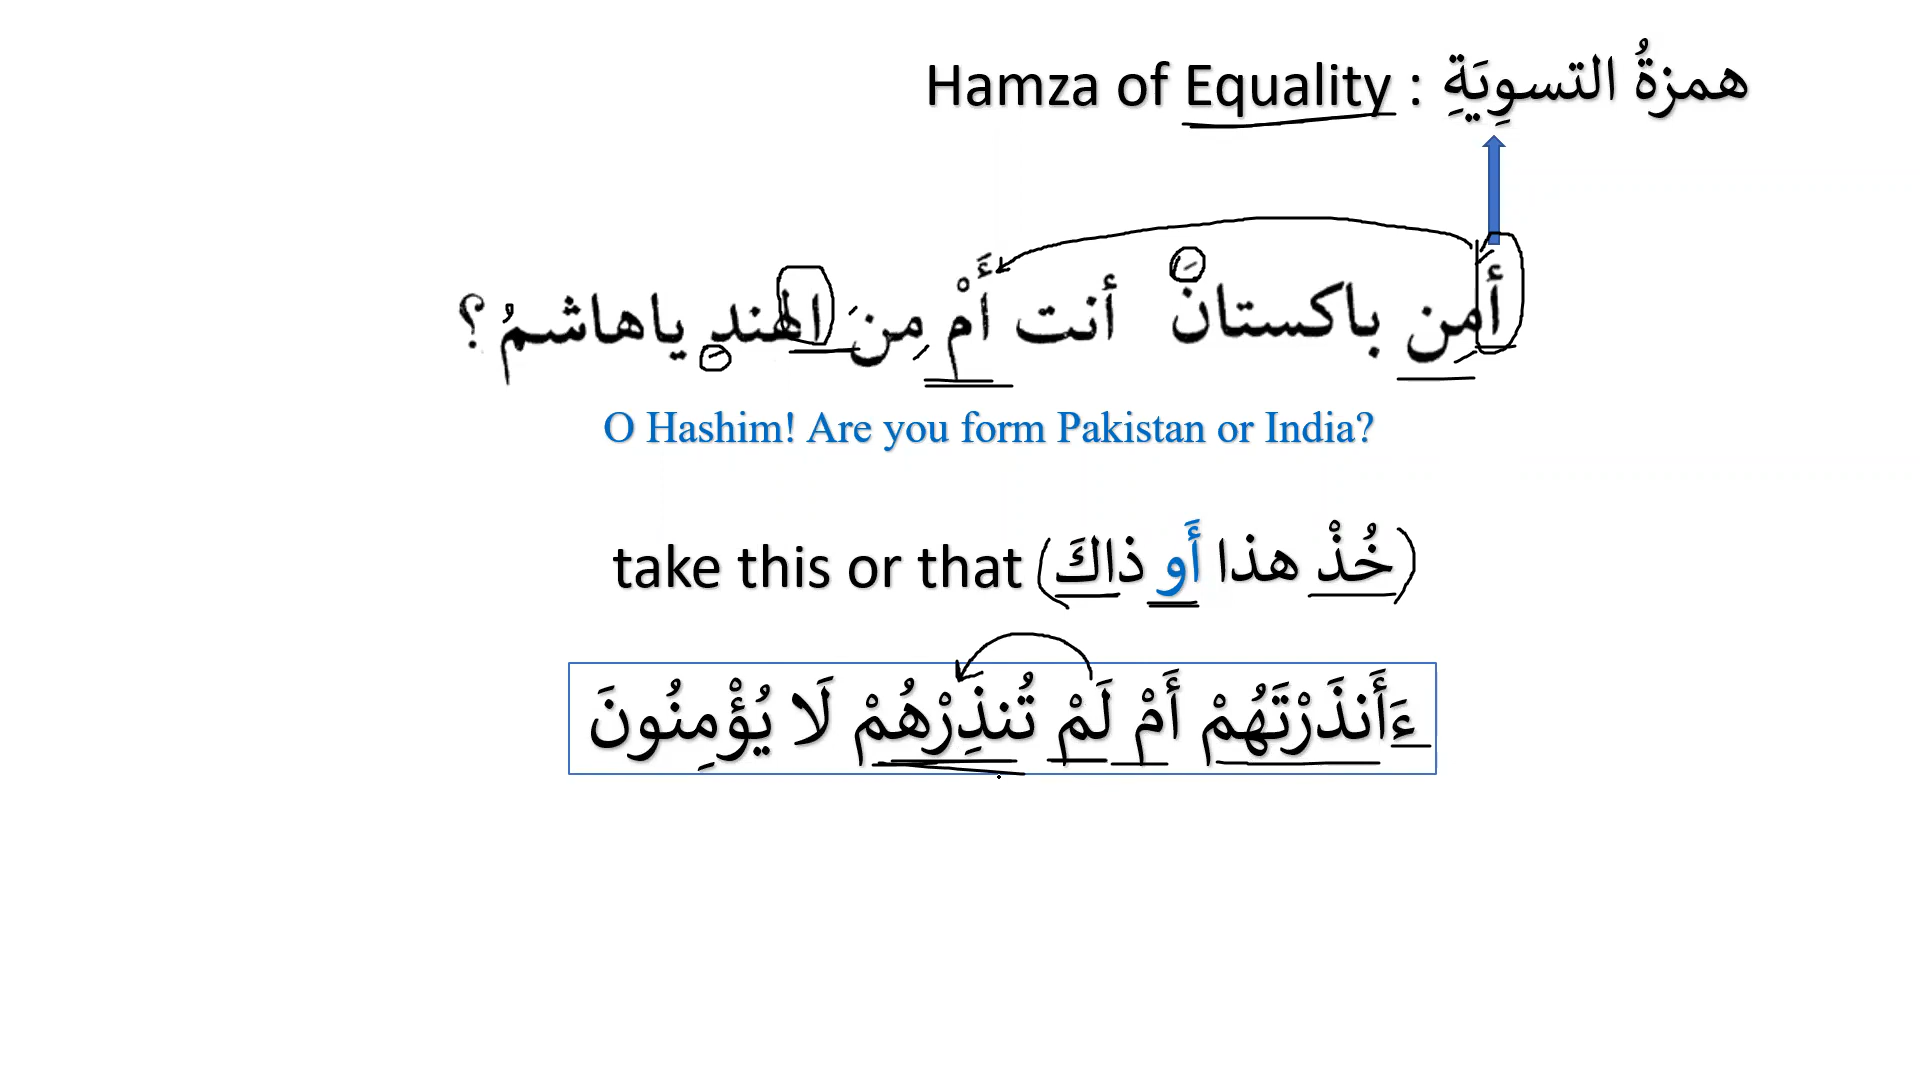 Hamza of Equality : همزةُ التسوِيَةِ
أمِن باكستانَ أنت أَمْ مِنَ الهندِ ياهاشمُ ؟
O Hashim! Are you form Pakistan or India?
take this or that (خُذْ هذا أَو ذاكَ)
ءَأَنذَرْتَهُمْ أَمْ لَمْ تُنذِرْهُمْ لَا يُؤْمِنُونَ